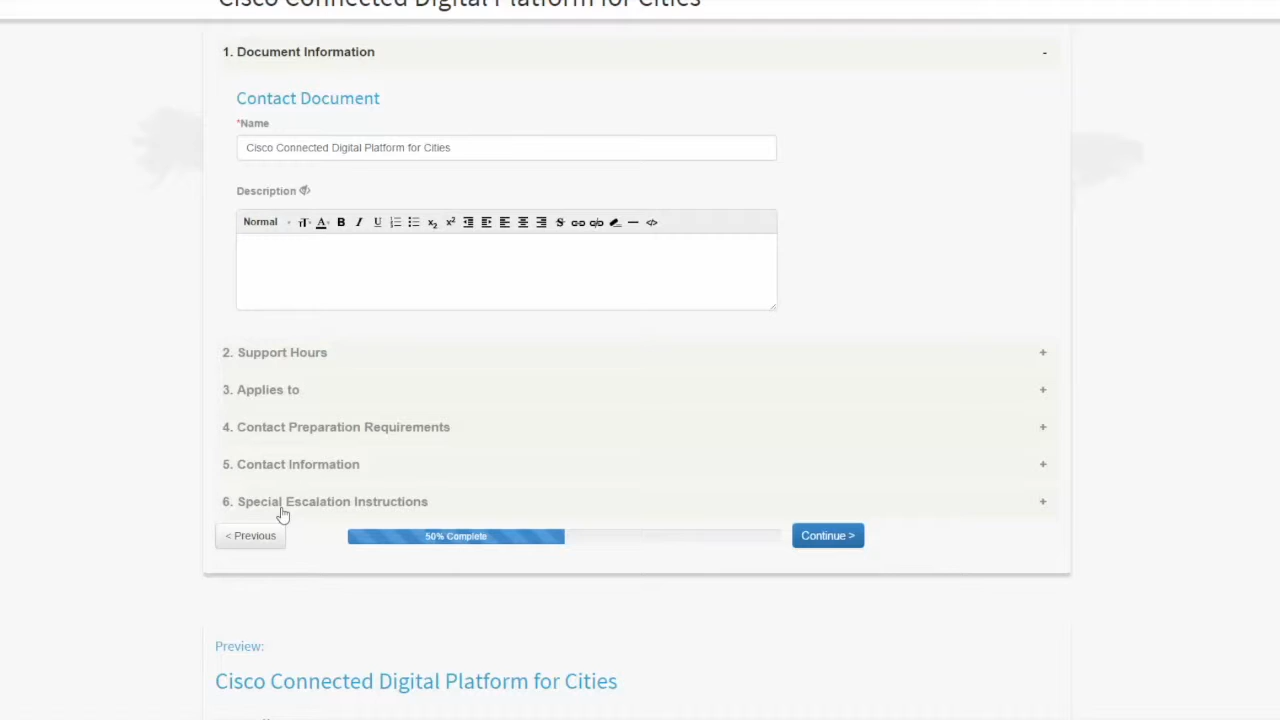 Cisco Connected Digital Platform for Cities
1. Document Information -
Contact Document
*Name
Cisco Connected Digital Platform for Cities
Description
Normal
2. Support Hours +
3. Applies to +
4. Contact Preparation Requirements +
5. Contact Information +
6. Special Escalation Instructions +
< Previous 50% Complete Continue >
Preview:
Cisco Connected Digital Platform for Cities